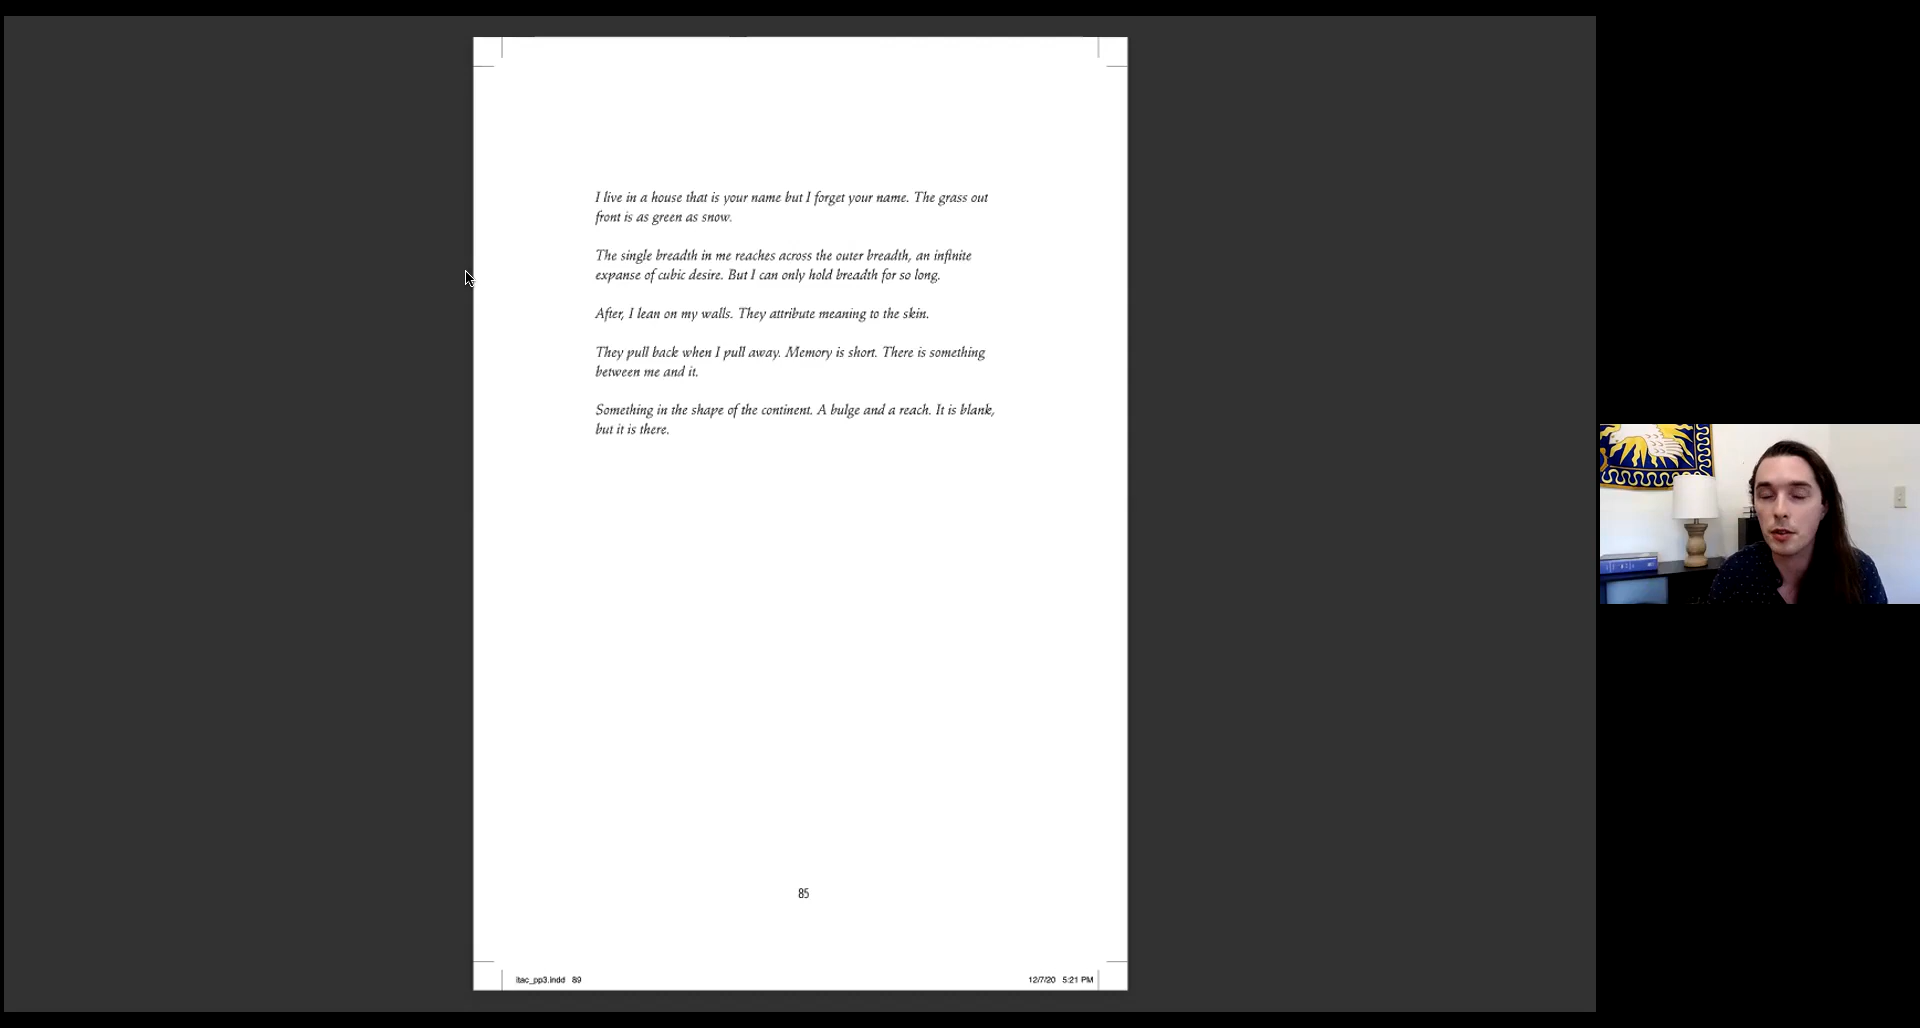 I live in a house that is your name but I forget your name. The grass out
front is as green as snow.
The single breadth in me reaches across the outer breadth, an infinite
expanse of cubic desire. But I can only hold breadth for so long.
After, I lean on my walls. They attribute meaning to the skin.
They pull back when I pull away. Memory is short. There is something
between me and it.
Something in the shape of the continent. A bulge and a reach. It is blank,
but it is there.
85
itac_pp3.indd 89
12/7/20 5:21 PM